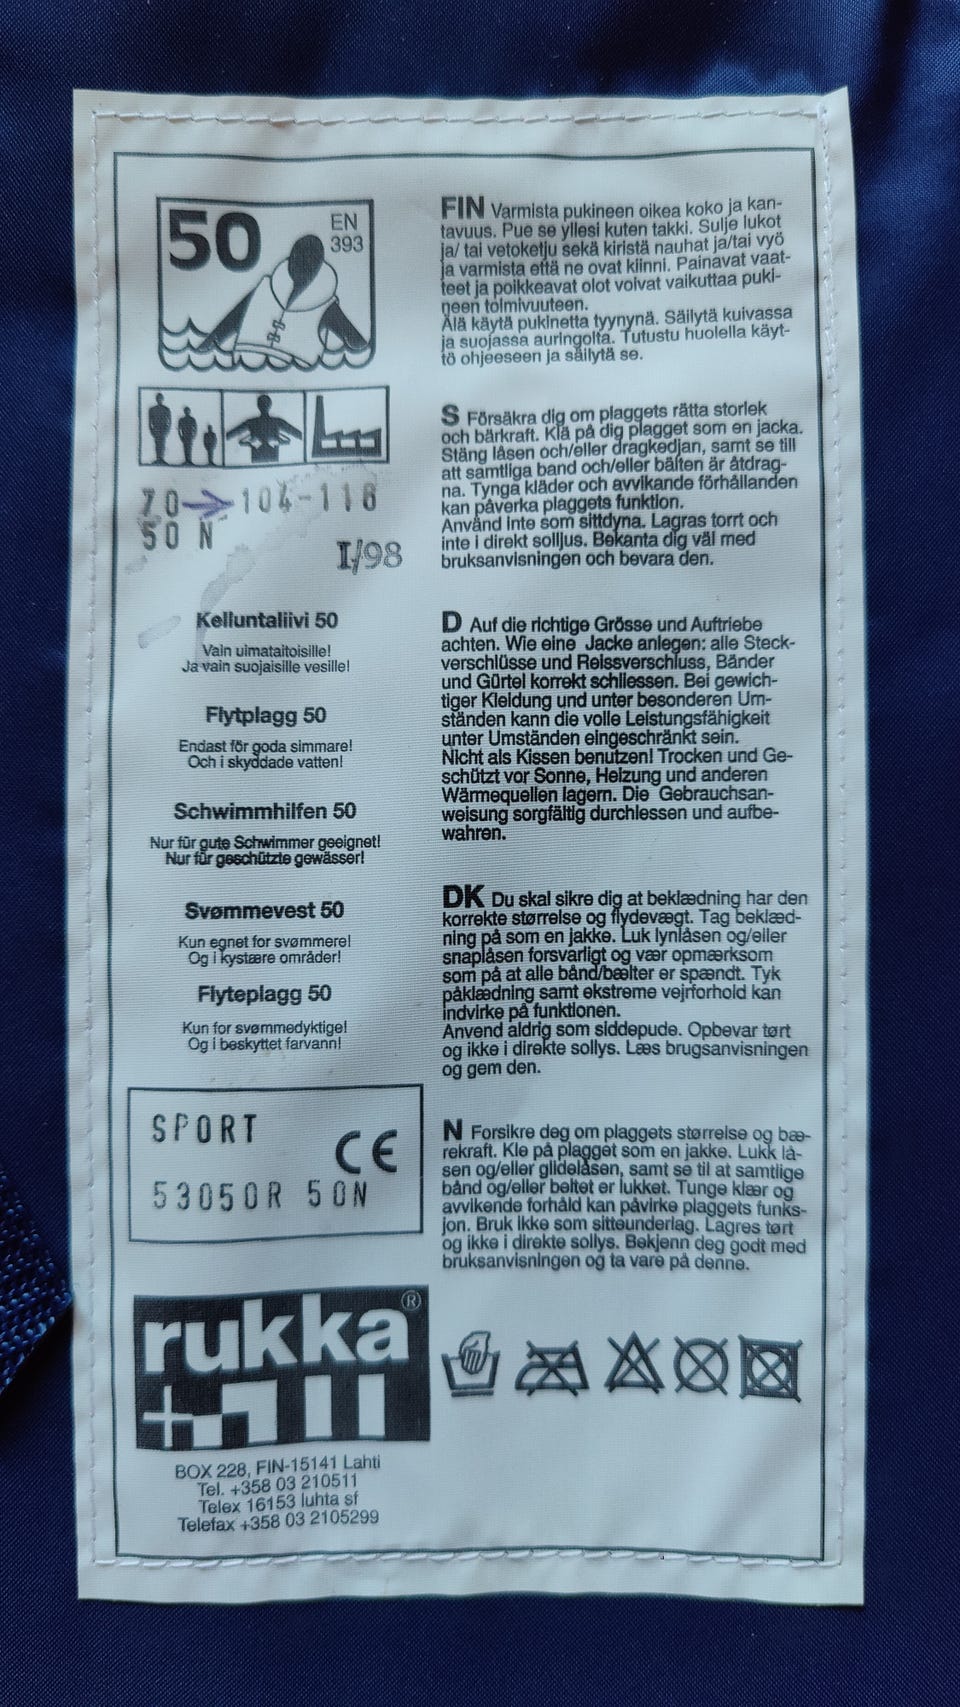 50
EN
393
70→104-116
50 N
I/98
Kelluntaliivi 50
Vain uimataitoisille!
Ja vain suojaisille vesille!
Flytplagg 50
Endast för goda simmare!
Och i skyddade vatten!
Schwimmhilfen 50
Nur für gute Schwimmer geeignet!
Nur für geschützte gewässer!
Svømmevest 50
Kun egnet for svømmere!
Og i kystære områder!
Flyteplagg 50
Kun for svømmedyktige!
Og i beskyttet farvann!
SPORT
CE
53050R 50N
rukka®
BOX 228, FIN-15141 Lahti
Tel. +358 03 210511
Telex 16153 luhta sf
Telefax +358 03 2105299
FIN Varmista pukineen oikea koko ja kan-
tavuus. Pue se yllesi kuten takki. Sulje lukot
ja/ tai vetoketju sekä kiristä nauhat ja/tai vyö
ja varmista että ne ovat kiinni. Painavat vaat-
teet ja poikkeavat olot voivat vaikuttaa puki-
neen toimivuuteen.
Älä käytä pukinetta tyynynä. Säilytä kuivassa
ja suojassa auringolta. Tutustu huolella käyt-
tö ohjeeseen ja säilytä se.
S Försäkra dig om plaggets rätta storlek
och bärkraft. Klä på dig plagget som en jacka.
Stäng låsen och/eller dragkedjan, samt se till
att samtliga band och/eller bälten är åtdrag-
na. Tynga kläder och avvikande förhållanden
kan påverka plaggets funktion.
Använd inte som sittdyna. Lagras torrt och
inte i direkt solljus. Bekanta dig väl med
bruksanvisningen och bevara den.
D Auf die richtige Grösse und Auftriebe
achten. Wie eine Jacke anlegen: alle Steck-
verschlüsse und Reissverschluss, Bänder
und Gürtel korrekt schliessen. Bei gewich-
tiger Kleidung und unter besonderen Um-
ständen kann die volle Leistungsfähigkeit
unter Umständen eingeschränkt sein.
Nicht als Kissen benutzen! Trocken und Ge-
schützt vor Sonne, Heizung und anderen
Wärmequellen lagern. Die Gebrauchsan-
weisung sorgfältig durchlessen und aufbe-
wahren.
DK Du skal sikre dig at beklædning har den
korrekte størrelse og flydevægt. Tag beklæd-
ning på som en jakke. Luk lynlåsen og/eller
snaplåsen forsvarligt og vær opmærksom
som på at alle bånd/bælter er spændt. Tyk
påklædning samt ekstreme vejrforhold kan
indvirke på funktionen.
Anvend aldrig som siddepude. Opbevar tørt
og ikke i direkte sollys. Læs brugsanvisningen
og gem den.
N Forsikre deg om plaggets størrelse og bæ-
rekraft. Kle på plagget som en jakke. Lukk lå-
sen og/eller glidelåsen, samt se til at samtlige
bånd og/eller beltet er lukket. Tunge klær og
avvikende forhåld kan påvirke plaggets funks-
jon. Bruk ikke som sitteunderlag. Lagres tørt
og ikke i direkte sollys. Bekjenn deg godt med
bruksanvisningen og ta vare på denne.